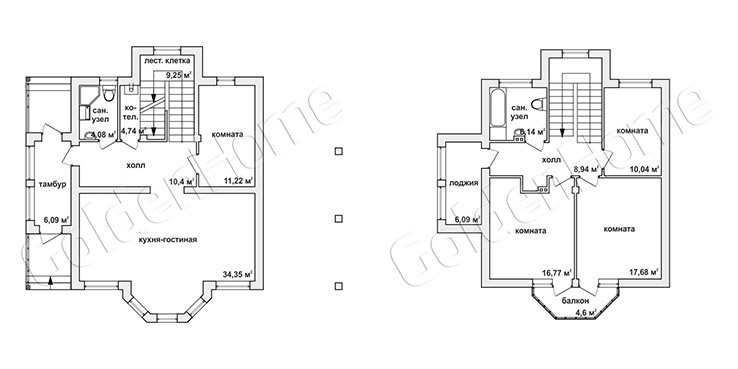 лест. клетка
9,25 м²
сан.
узел
4,08 м²
ко-
тел.
4,74 м²
комната
11,22 м²
холл
10,4 м²
тамбур
6,09 м²
кухня-гостиная
34,35 м²
GoldenHome
сан.
узел
6,14 м²
комната
10,04 м²
холл
8,94 м²
лоджия
6,09 м²
комната
16,77 м²
комната
17,68 м²
балкон
4,6 м²
GoldenHome